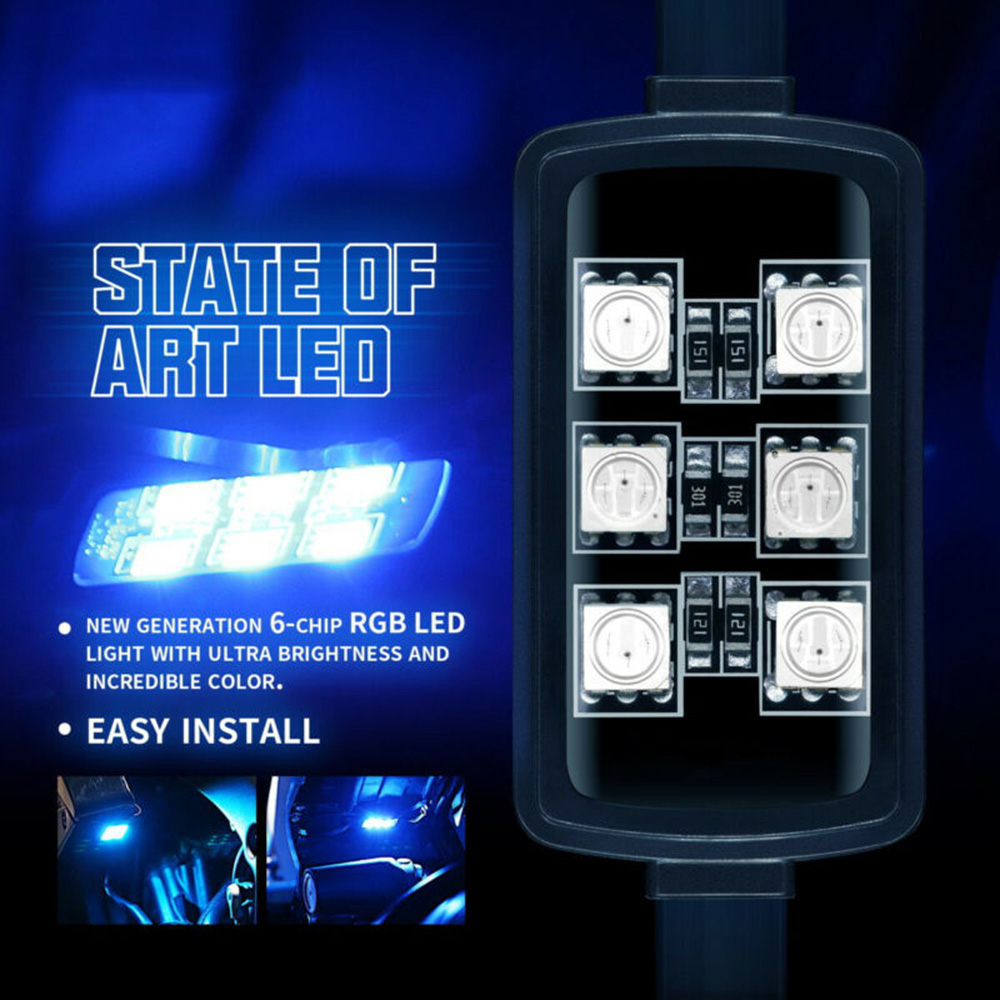 STATE OF
ART LED
• NEW GENERATION 6-CHIP RGB LED
LIGHT WITH ULTRA BRIGHTNESS AND
INCREDIBLE COLOR.
• EASY INSTALL
151 151
301 301
121 121